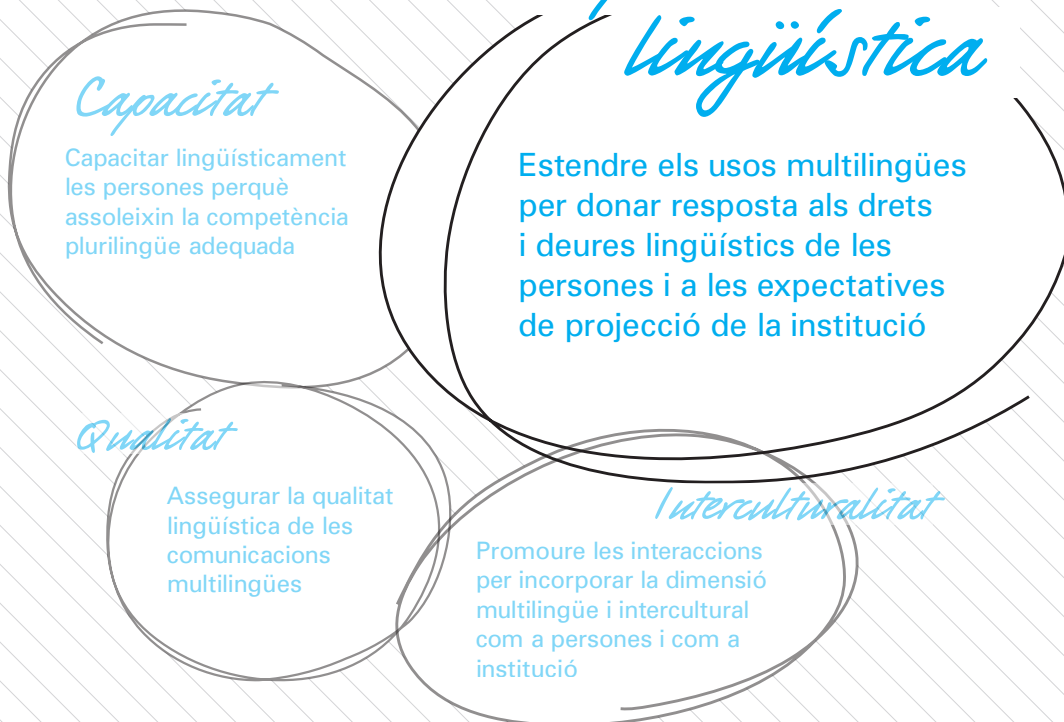 lingüística
Estendre els usos multilingües
per donar resposta als drets
i deures lingüístics de les
persones i a les expectatives
de projecció de la institució
Capacitat
Capacitar lingüísticament
les persones perquè
assoleixin la competència
plurilingüe adequada
Qualitat
Assegurar la qualitat
lingüística de les
comunicacions
multilingües
Interculturalitat
Promoure les interaccions
per incorporar la dimensió
multilingüe i intercultural
com a persones i com a
institució